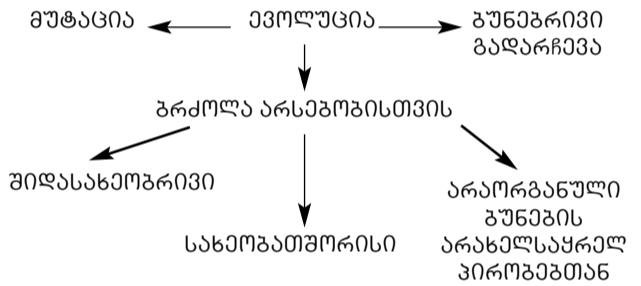 მუტაცია
ევოლუცია
ბუნებრივი
გადარჩევა
ბრძოლა არსებობისთვის
შიდასახეობრივი
სახეობათშორისი
არაორგანული
ბუნების
არახელსაყრელ
პირობებთან